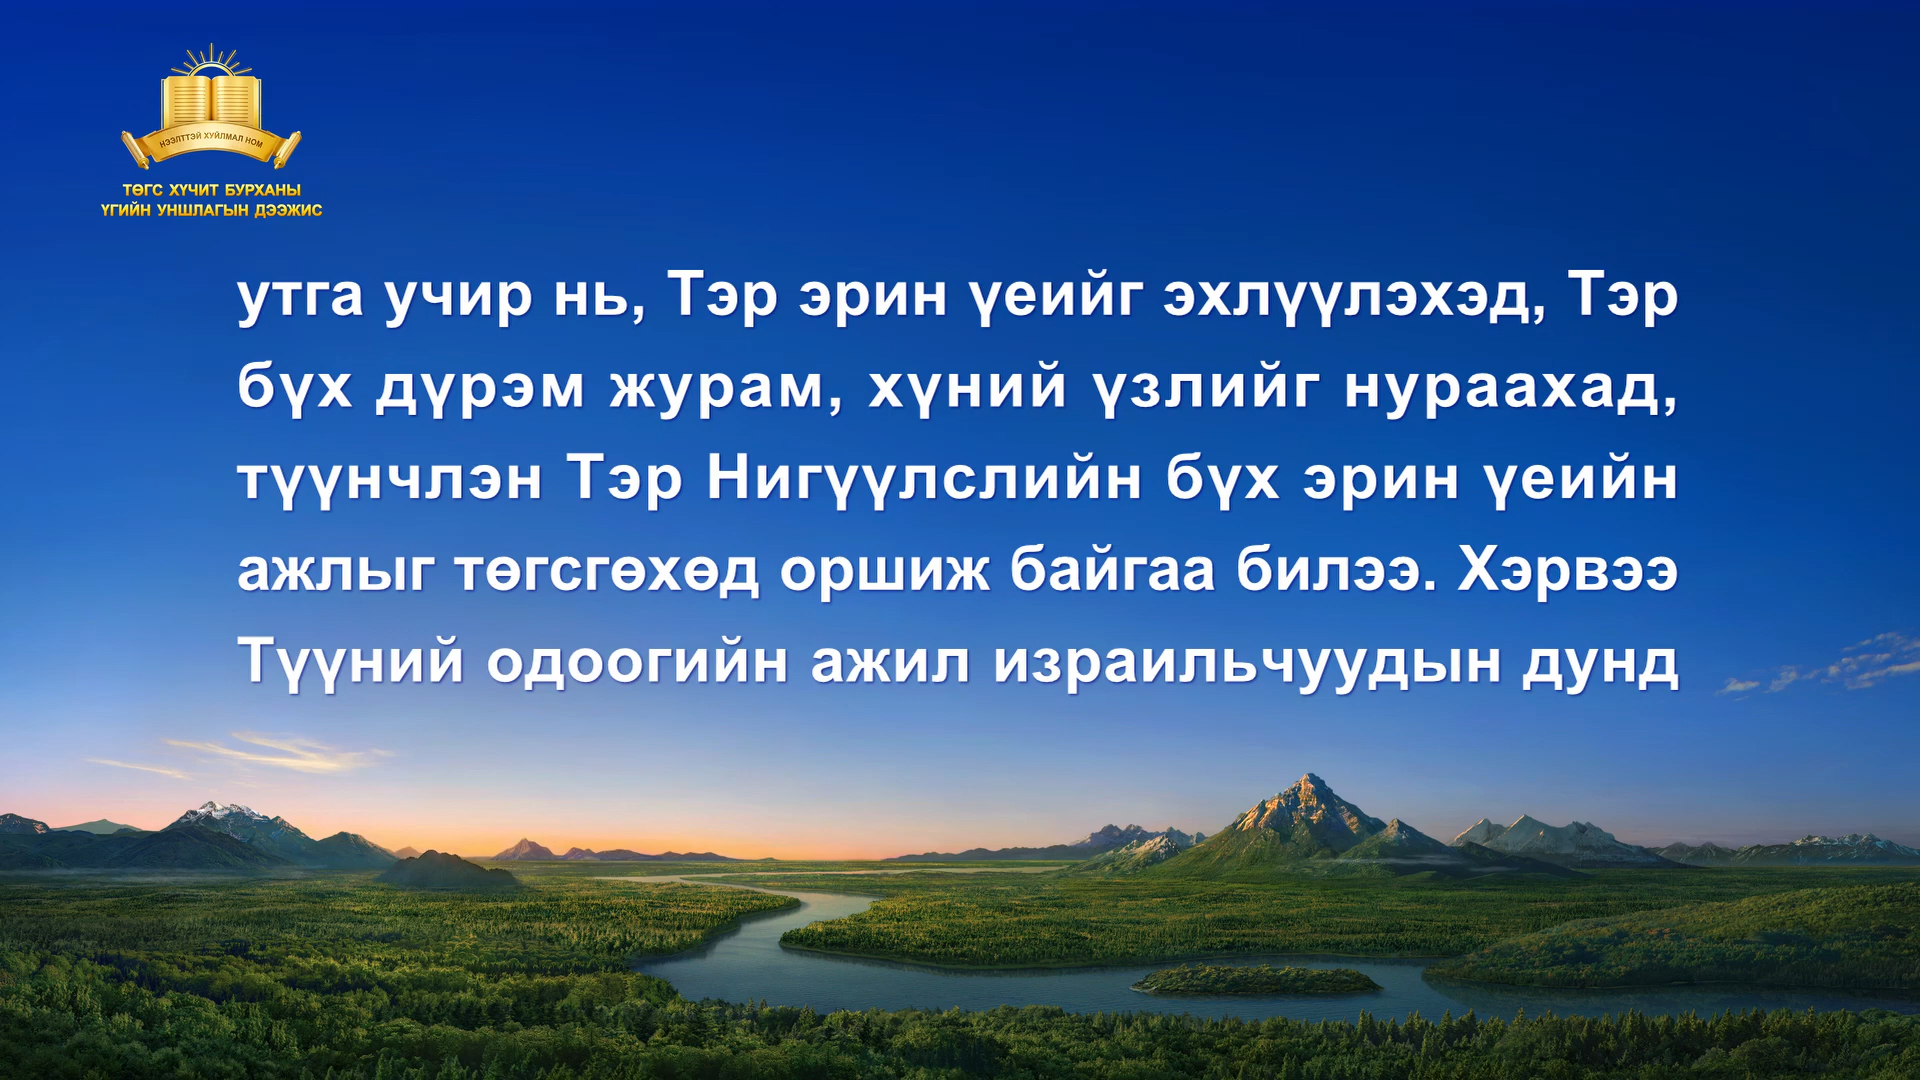 НЭЭЛТТЭЙ ХУЙЛМАЛ НОМ
ТӨГС ХҮЧИТ БУРХАНЫ
ҮГИЙН УНШЛАГЫН ДЭЭЖИС
утга учир нь, Тэр эрин үеийг эхлүүлэхэд, Тэр
бүх дүрэм журам, хүний үзлийг нураахад,
түүнчлэн Тэр Нигүүлслийн бүх эрин үеийн
ажлыг төгсгөхөд оршиж байгаа билээ. Хэрвээ
Түүний одоогийн ажил израильчуудын дунд